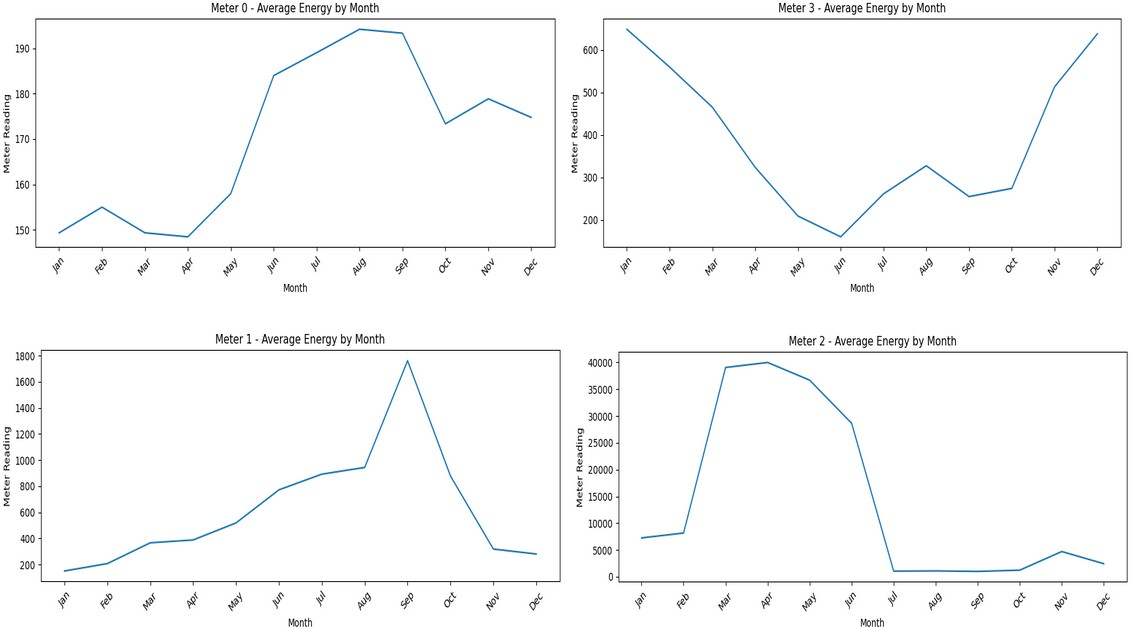 Meter 0 - Average Energy by Month
Meter Reading
190
180
170
160
150
Jan Feb Mar Apr May Jun Jul Aug Sep Oct Nov Dec
Month
Meter 3 - Average Energy by Month
Meter Reading
600
500
400
300
200
Jan Feb Mar Apr May Jun Jul Aug Sep Oct Nov Dec
Month
Meter 1 - Average Energy by Month
Meter Reading
1800
1600
1400
1200
1000
800
600
400
200
Jan Feb Mar Apr May Jun Jul Aug Sep Oct Nov Dec
Month
Meter 2 - Average Energy by Month
Meter Reading
40000
35000
30000
25000
20000
15000
10000
5000
0
Jan Feb Mar Apr May Jun Jul Aug Sep Oct Nov Dec
Month